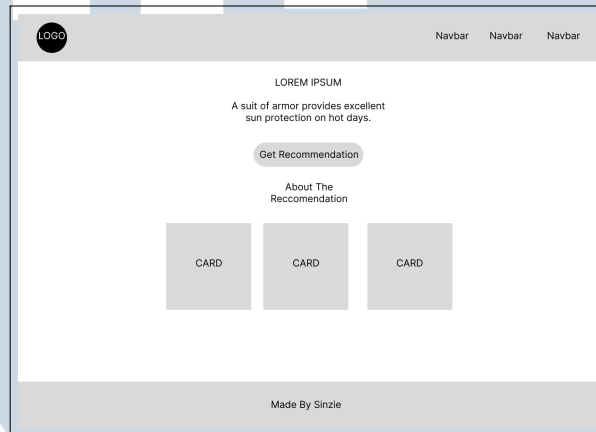 LOGO
Navbar Navbar Navbar
LOREM IPSUM
A suit of armor provides excellent
sun protection on hot days.
Get Recommendation
About The
Reccomendation
CARD CARD CARD
Made By Sinzie